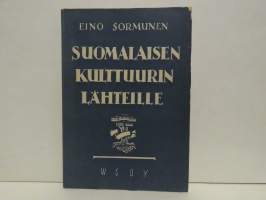 EINO SORMUNEN
SUOMALAISEN
KULTTUURIN
LÄHTEILLE
WSOY